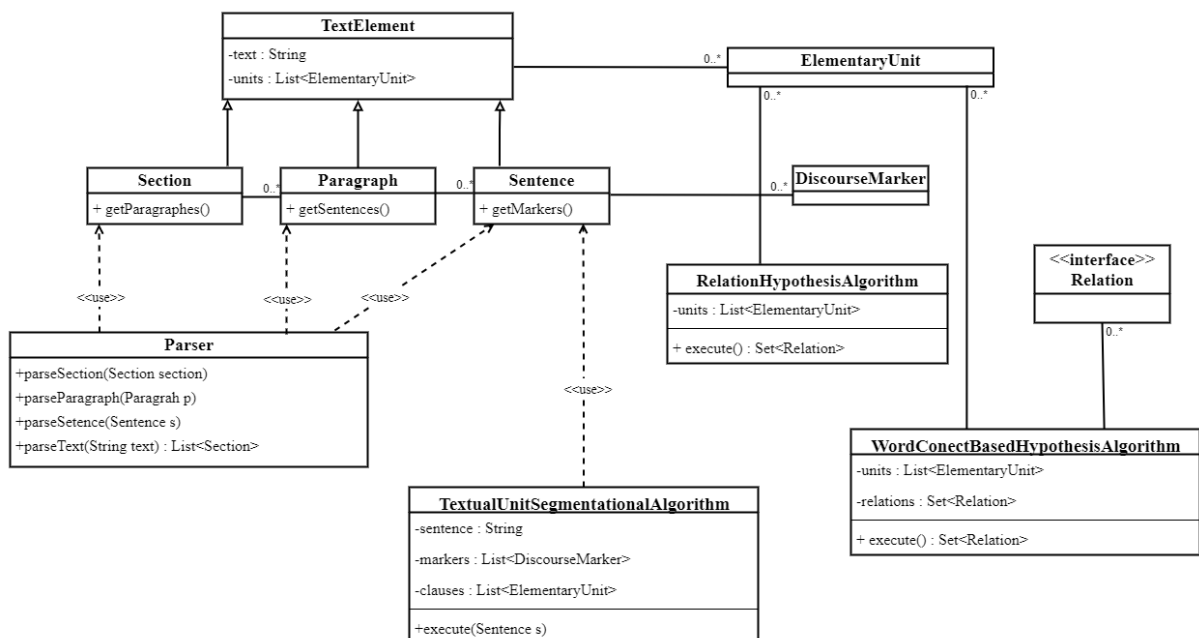 TextElement
-text : String
-units : List<ElementaryUnit>
0..*
ElementaryUnit
0..*
0..*
Section
+ getParagraphes()
0..*
Paragraph
+ getSentences()
0..*
Sentence
+ getMarkers()
0..*
DiscourseMarker
<<use>>
<<use>>
<<use>>
<<use>>
RelationHypothesisAlgorithm
-units : List<ElementaryUnit>
+ execute() : Set<Relation>
<<interface>>
Relation
0..*
Parser
+parseSection(Section section)
+parseParagraph(Paragrah p)
+parseSetence(Sentence s)
+parseText(String text) : List<Section>
WordConectBasedHypothesisAlgorithm
-units : List<ElementaryUnit>
-relations : Set<Relation>
+ execute() : Set<Relation>
TextualUnitSegmentationalAlgorithm
-sentence : String
-markers : List<DiscourseMarker>
-clauses : List<ElementaryUnit>
+execute(Sentence s)